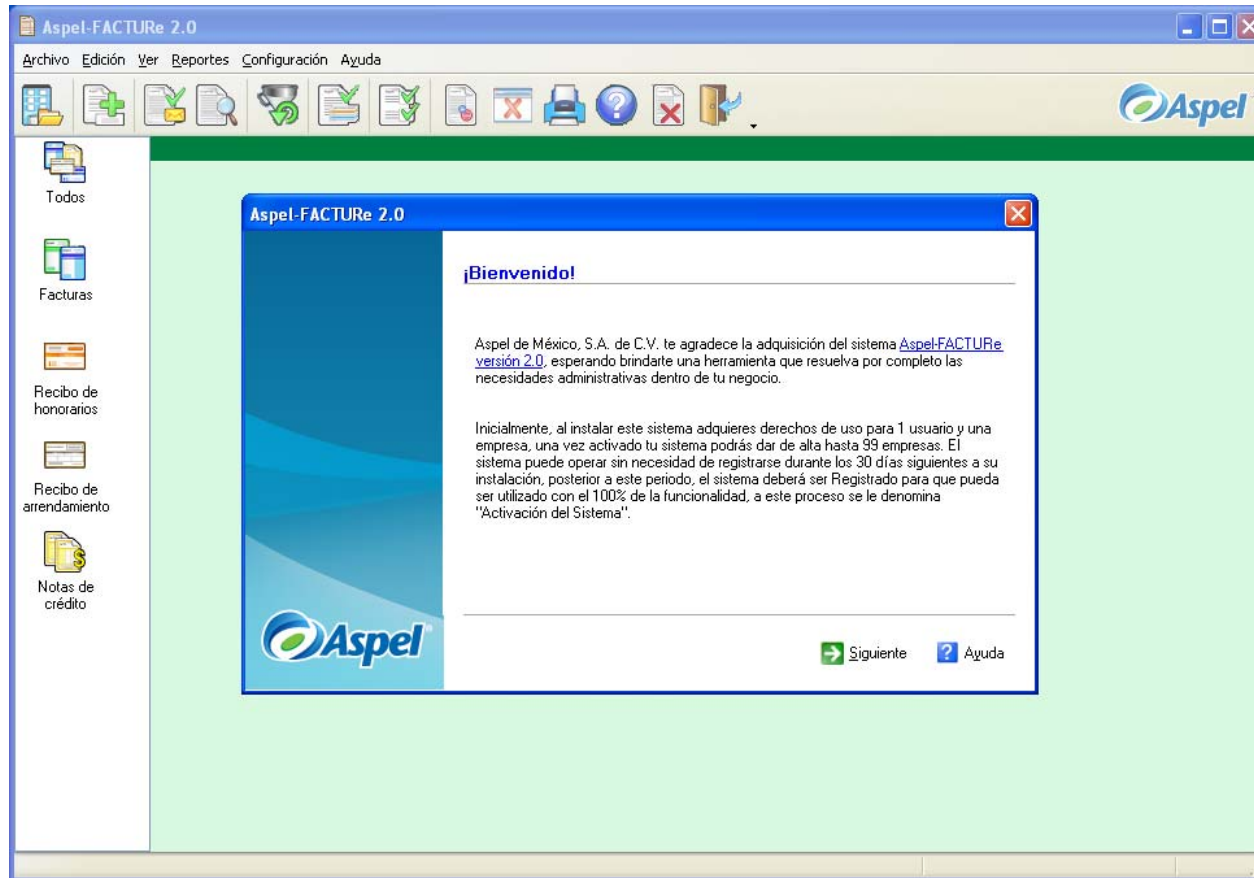 Aspel-FACTURe 2.0
Archivo Edición Ver Reportes Configuración Ayuda
Aspel
Todos
Facturas
Recibo de
honorarios
Recibo de
arrendamiento
Notas de
crédito
Aspel-FACTURe 2.0
¡Bienvenido!
Aspel de México, S.A. de C.V. te agradece la adquisición del sistema Aspel-FACTURe
versión 2.0, esperando brindarte una herramienta que resuelva por completo las
necesidades administrativas dentro de tu negocio.
Inicialmente, al instalar este sistema adquieres derechos de uso para 1 usuario y una
empresa, una vez activado tu sistema podrás dar de alta hasta 99 empresas. El
sistema puede operar sin necesidad de registrarse durante los 30 días siguientes a su
instalación, posterior a este periodo, el sistema deberá ser Registrado para que pueda
ser utilizado con el 100% de la funcionalidad, a este proceso se le denomina
"Activación del Sistema".
Aspel
Siguiente Ayuda